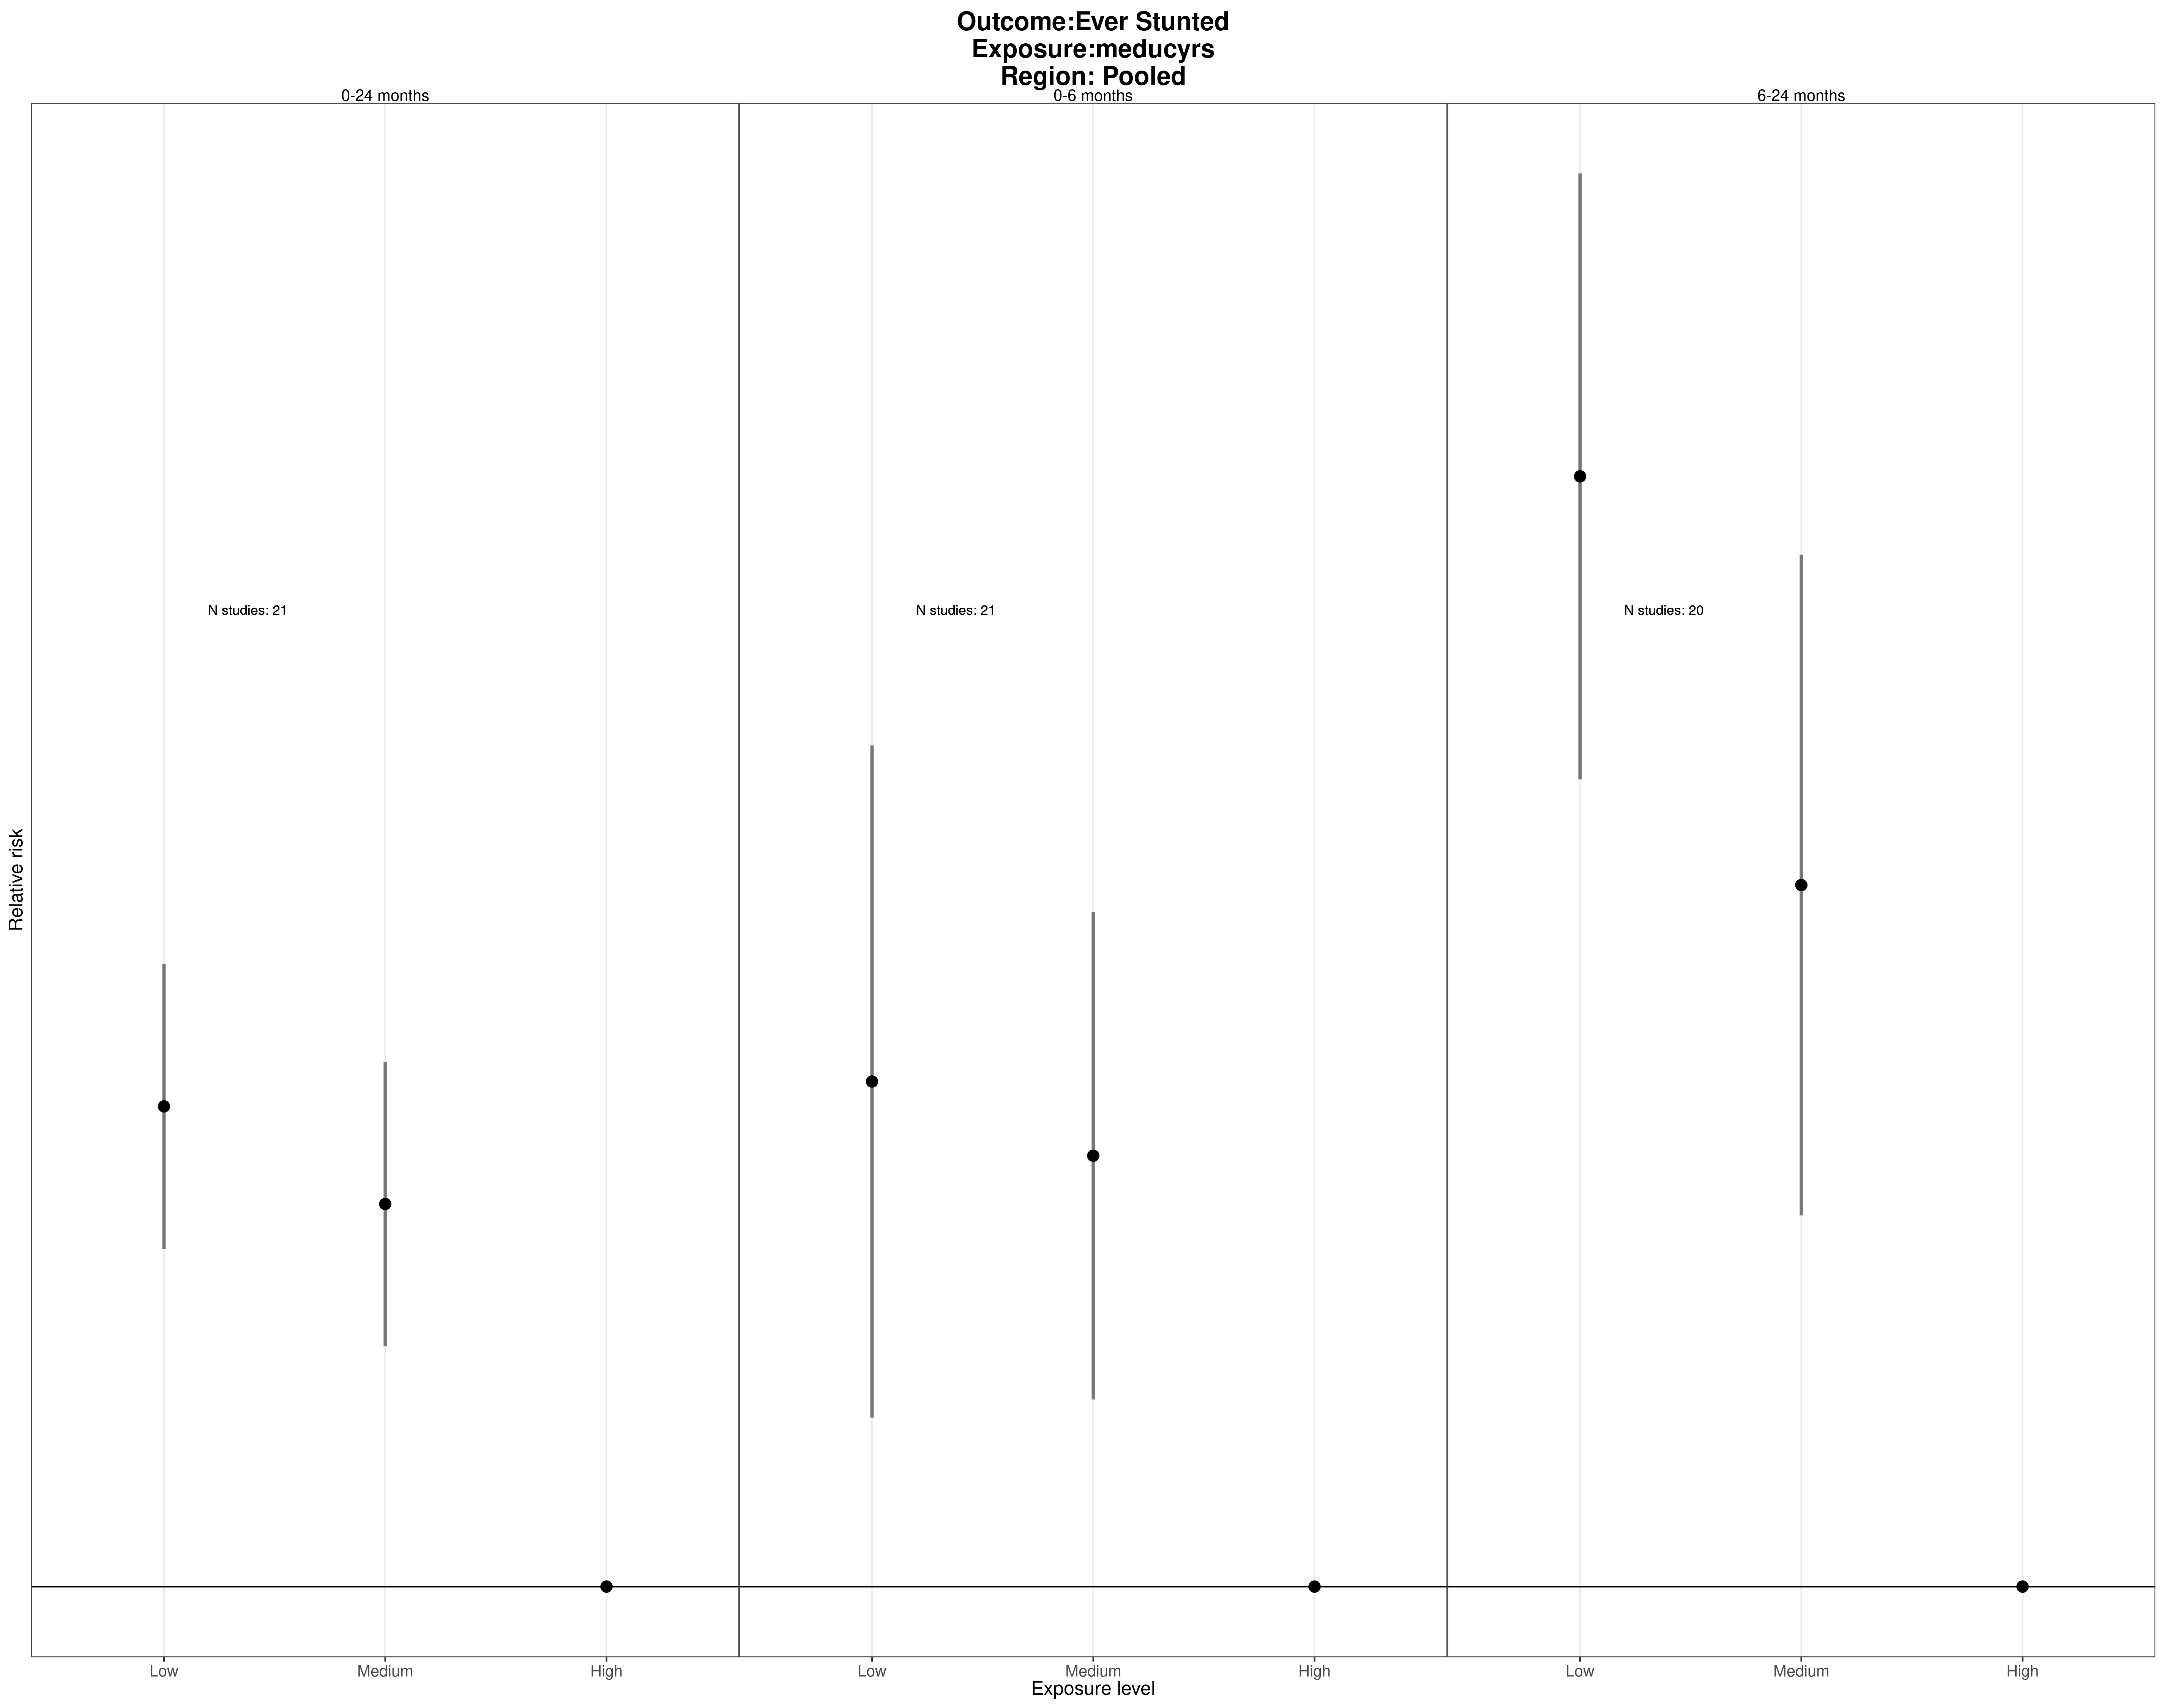 Outcome:Ever Stunted
Exposure:meducyrs
Region: Pooled
0-24 months
0-6 months
6-24 months
N studies: 21
N studies: 21
N studies: 20
Relative risk
Low
Medium
High
Low
Medium
High
Low
Medium
High
Exposure level